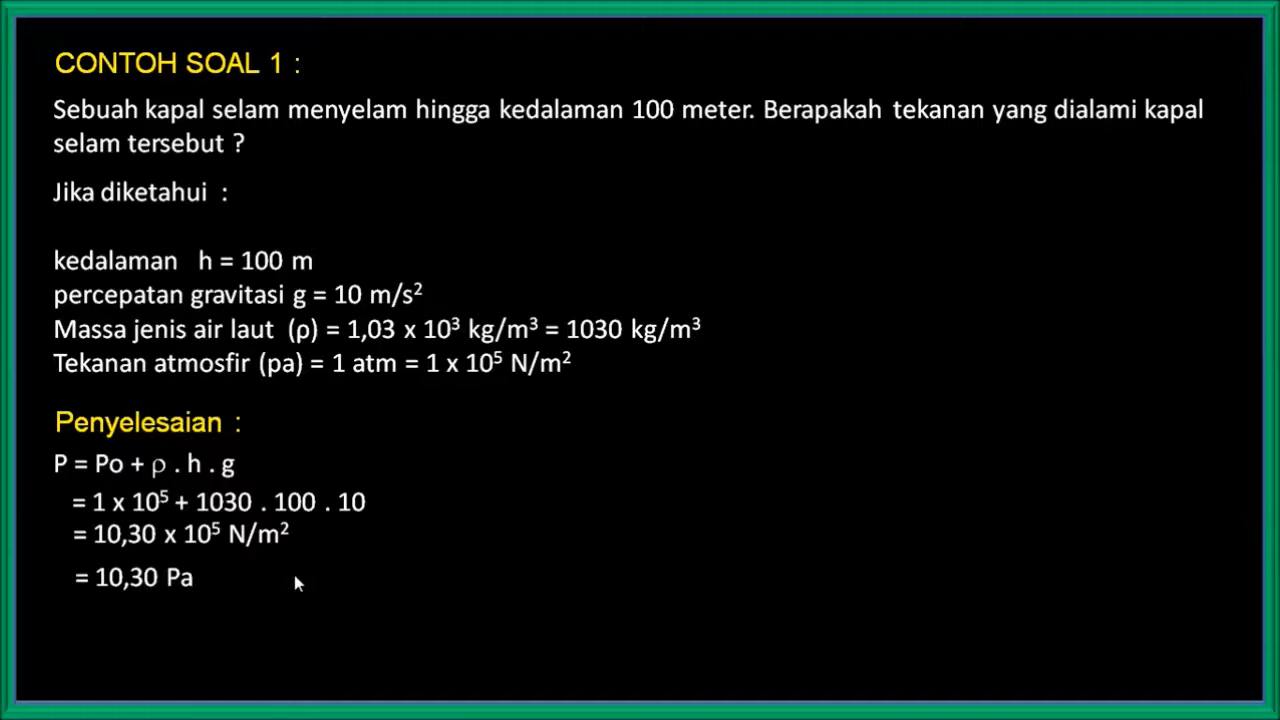 CONTOH SOAL 1 :
Sebuah kapal selam menyelam hingga kedalaman 100 meter. Berapakah tekanan yang dialami kapal
selam tersebut ?
Jika diketahui :
kedalaman h = 100 m
percepatan gravitasi g = 10 m/s²
Massa jenis air laut (ρ) = 1,03 x 10³ kg/m³ = 1030 kg/m³
Tekanan atmosfir (pa) = 1 atm = 1 x 10⁵ N/m²
Penyelesaian :
P = Po + ρ . h . g
= 1 x 10⁵ + 1030 . 100 . 10
= 10,30 x 10⁵ N/m²
= 10,30 Pa